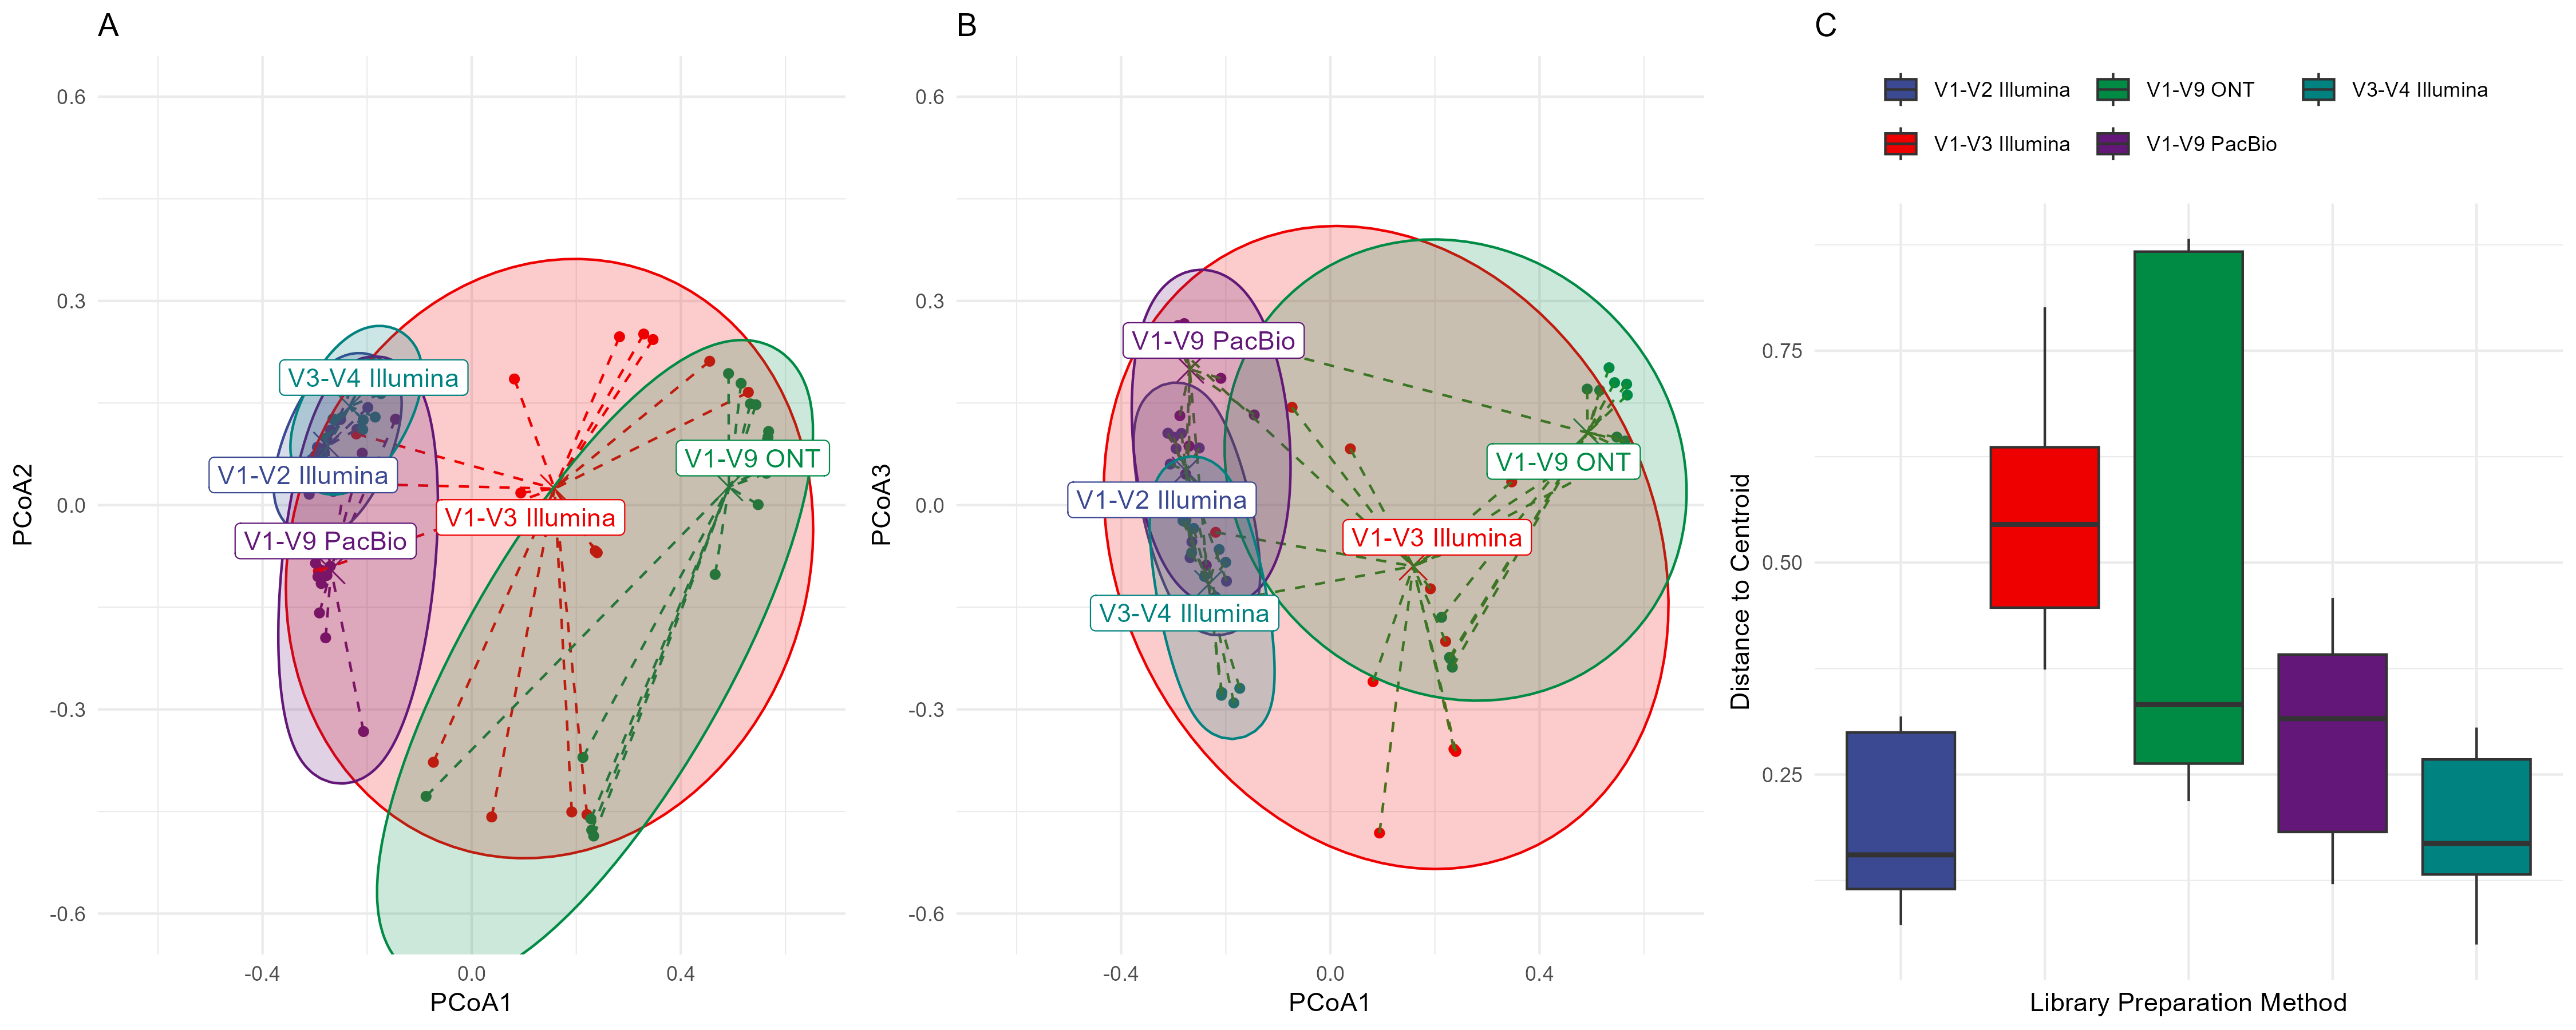 A
0.6
0.3
0.0
-0.3
-0.6
PCoA2
V3-V4 Illumina
V1-V2 Illumina
V1-V9 PacBio
V1-V3 Illumina
V1-V9 ONT
-0.4
0.0
0.4
PCoA1
B
0.6
0.3
0.0
-0.3
-0.6
PCoA3
V1-V9 PacBio
V1-V2 Illumina
V3-V4 Illumina
V1-V3 Illumina
V1-V9 ONT
-0.4
0.0
0.4
PCoA1
C
V1-V2 Illumina
V1-V9 ONT
V3-V4 Illumina
V1-V3 Illumina
V1-V9 PacBio
0.75
0.50
0.25
Distance to Centroid
Library Preparation Method